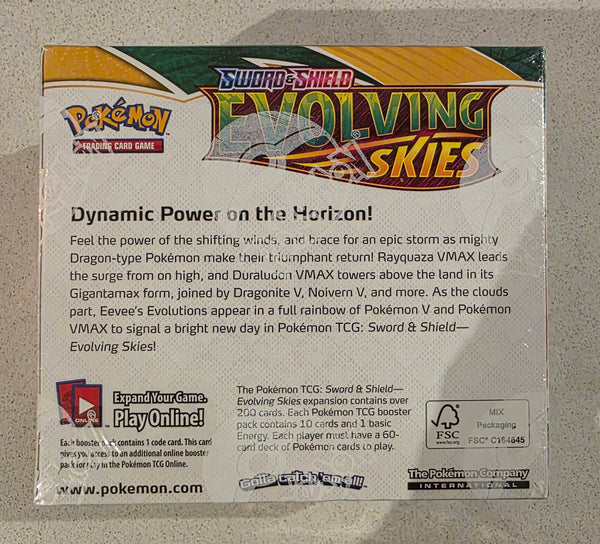 SWORD & SHIELD
EVOLVING
SKIES
Pokémon
TRADING CARD GAME
Dynamic Power on the Horizon!
Feel the power of the shifting winds, and brace for an epic storm as mighty
Dragon-type Pokémon make their triumphant return! Rayquaza VMAX leads
the surge from on high, and Duraludon VMAX towers above the land in its
Gigantamax form, joined by Dragonite V, Noivern V, and more. As the clouds
part, Eevee's Evolutions appear in a full rainbow of Pokémon V and Pokémon
VMAX to signal a bright new day in Pokémon TCG: Sword & Shield—
Evolving Skies!
ONLINE
Expand Your Game.
Play Online!
Each booster pack contains 1 code card. This card
gives you access to an additional online booster
pack for play in the Pokémon TCG Online.
www.pokemon.com
The Pokémon TCG: Sword & Shield—
Evolving Skies expansion contains over
200 cards. Each Pokémon TCG booster
pack contains 10 cards and 1 basic
Energy. Each player must have a 60-
card deck of Pokémon cards to play.
Gotta catch 'em all!
FSC
www.fsc.org
MIX
Packaging
FSC® C154645
The Pokémon Company
INTERNATIONAL